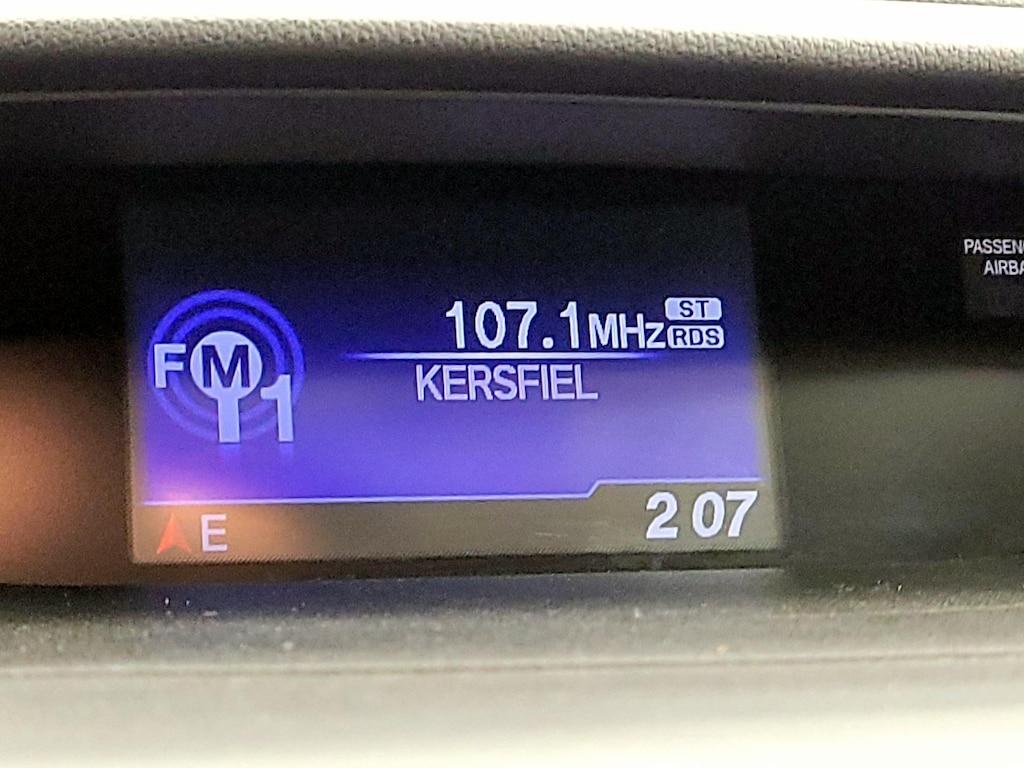 107.1MHz ST
RDS
FM
1
KERSFIEL
E
2 07
PASSENG
AIRBA